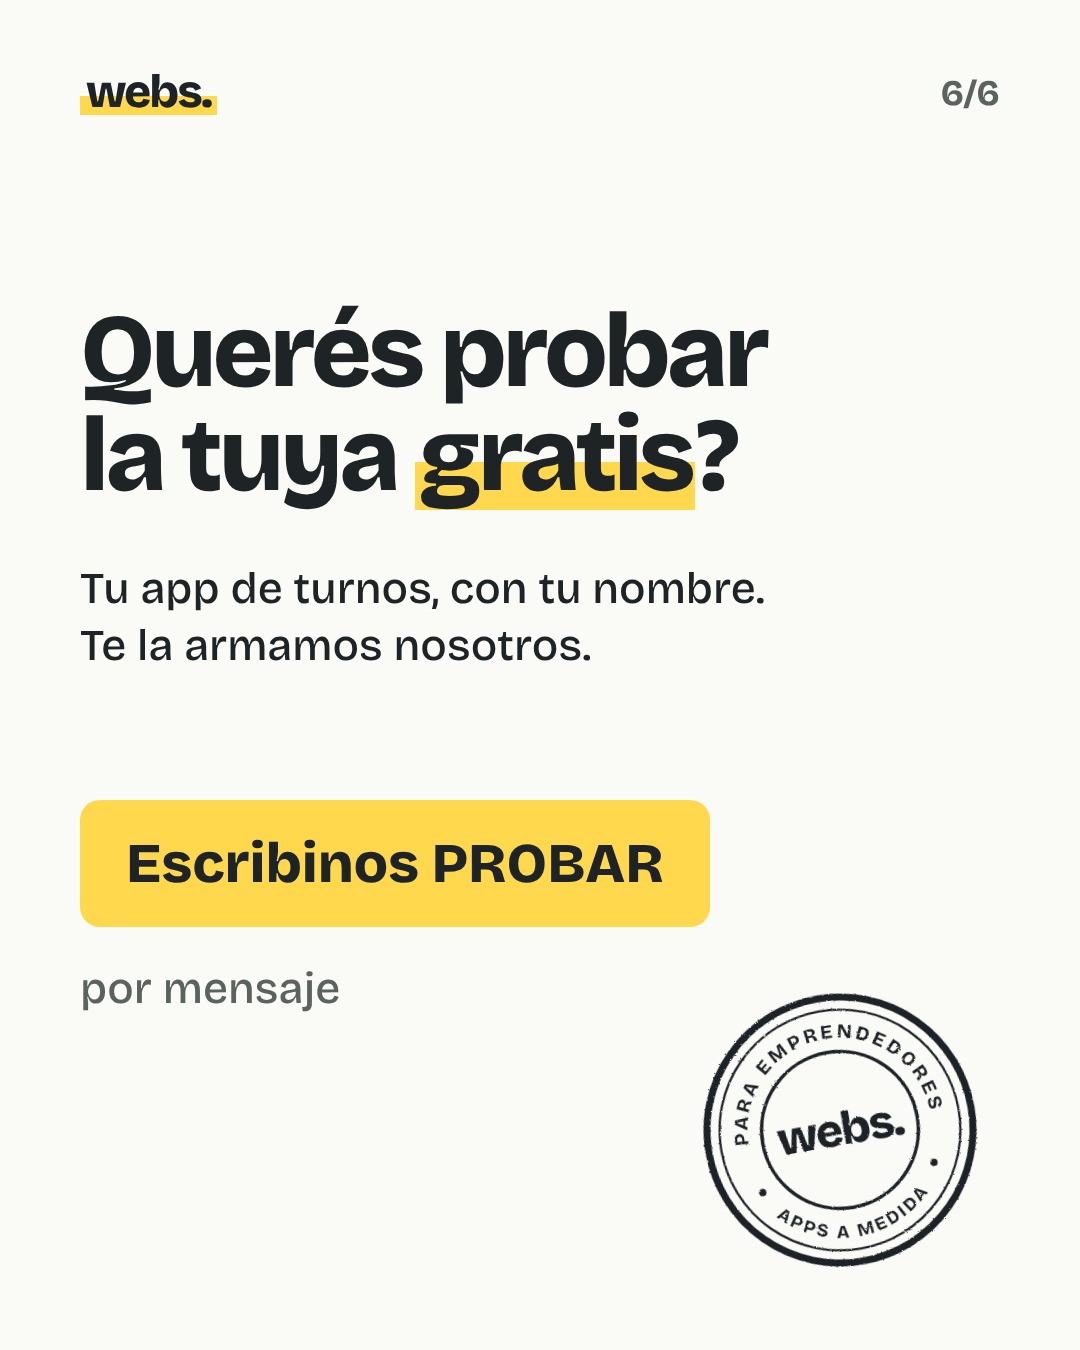 webs.
6/6
Querés probar
la tuya gratis?
Tu app de turnos, con tu nombre.
Te la armamos nosotros.
Escribinos PROBAR
por mensaje
PARA EMPRENDEDORES
webs.
• APPS A MEDIDA •